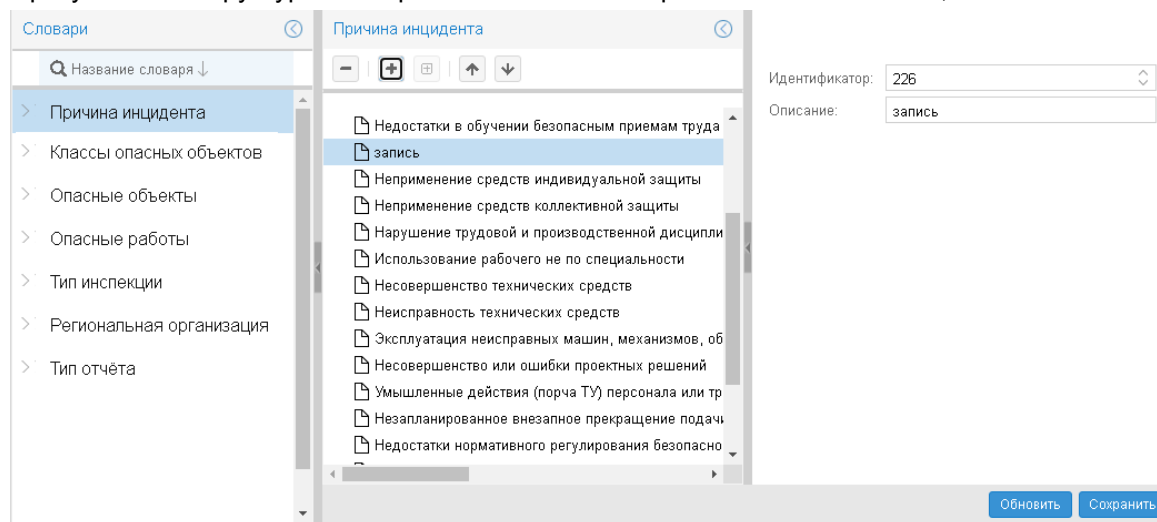 Словари
Название словаря
Причина инцидента
Классы опасных объектов
Опасные объекты
Опасные работы
Тип инспекции
Региональная организация
Тип отчёта
Причина инцидента
Недостатки в обучении безопасным приемам труда
запись
Неприменение средств индивидуальной защиты
Неприменение средств коллективной защиты
Нарушение трудовой и производственной дисципли
Использование рабочего не по специальности
Несовершенство технических средств
Неисправность технических средств
Эксплуатация неисправных машин, механизмов, об
Несовершенство или ошибки проектных решений
Умышленные действия (порча ТУ) персонала или тр
Незапланированное внезапное прекращение подачи
Недостатки нормативного регулирования безопасно
Идентификатор: 226
Описание: запись
Обновить Сохранить